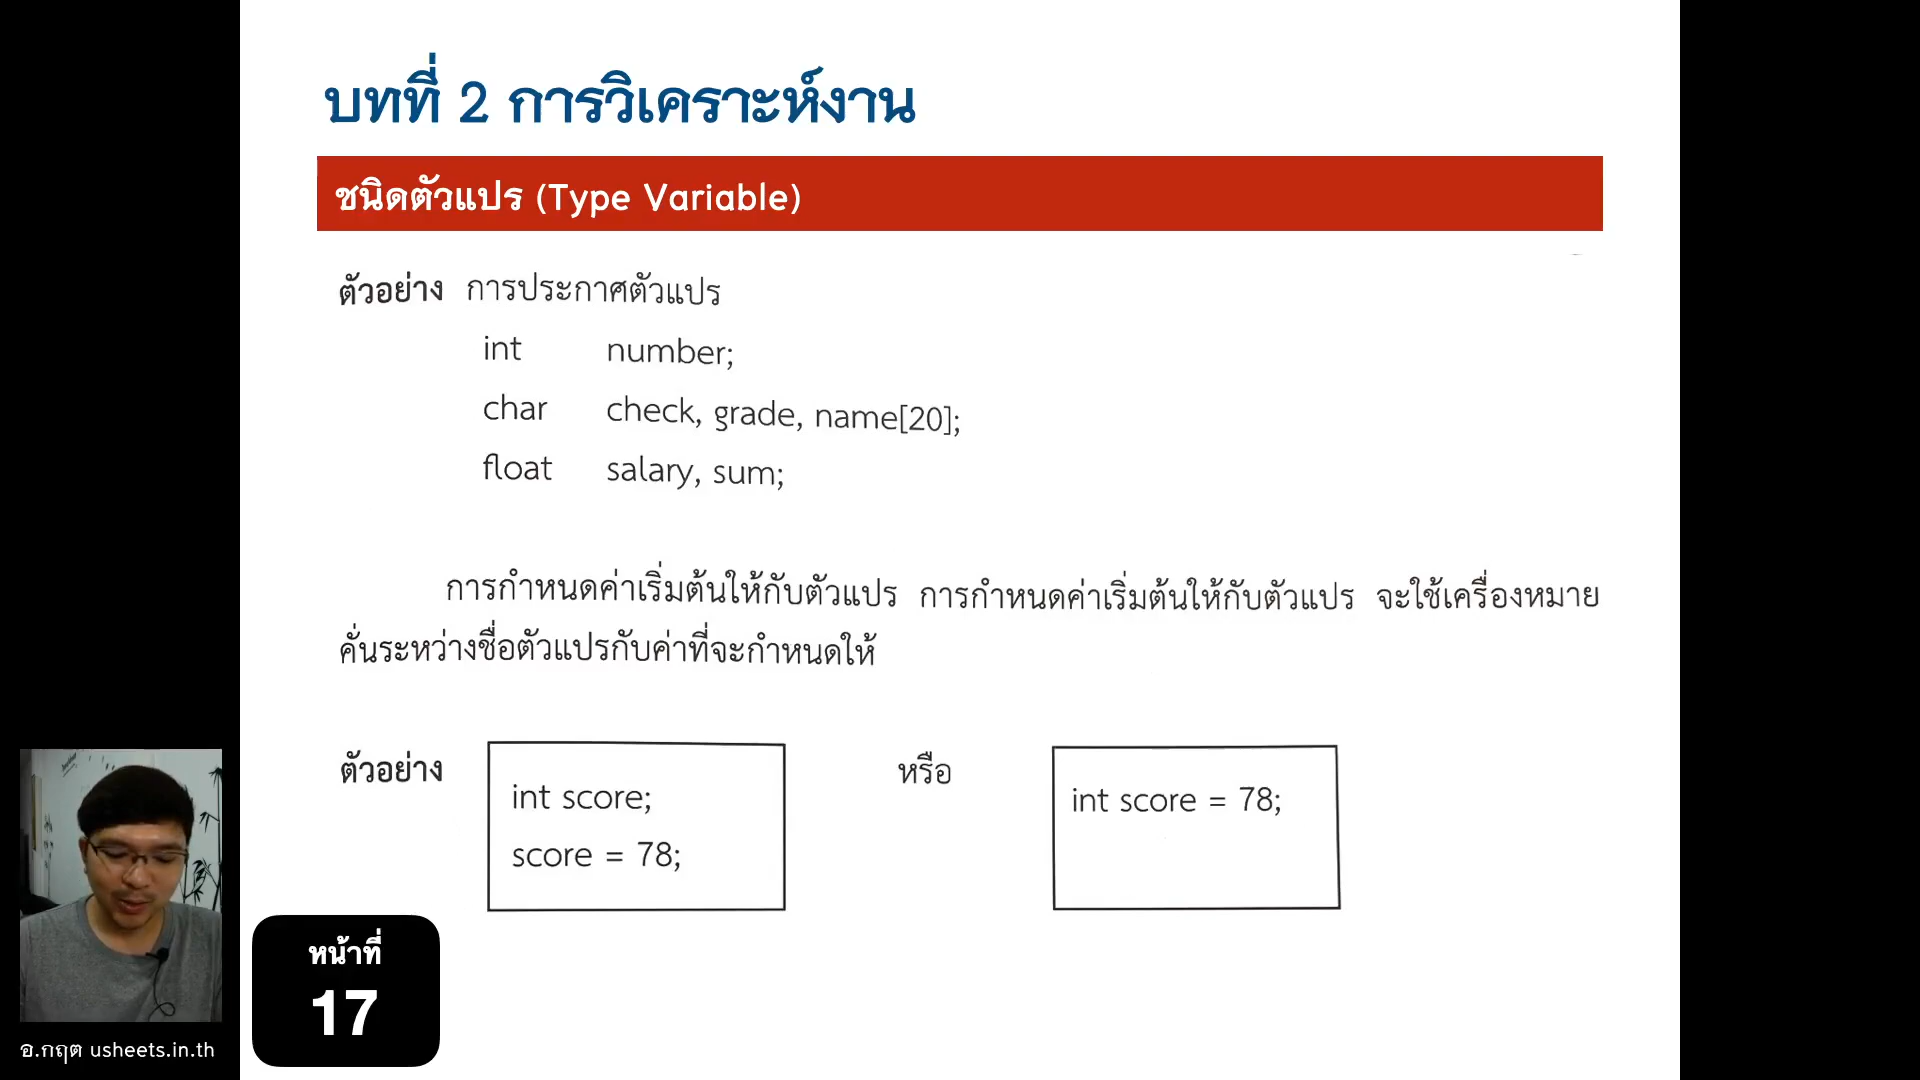 บทที่ 2 การวิเคราะห์งาน
ชนิดตัวแปร (Type Variable)
ตัวอย่าง การประกาศตัวแปร
int number;
char check, grade, name[20];
float salary, sum;
การกำหนดค่าเริ่มต้นให้กับตัวแปร การกำหนดค่าเริ่มต้นให้กับตัวแปร จะใช้เครื่องหมาย
คั่นระหว่างชื่อตัวแปรกับค่าที่จะกำหนดให้
ตัวอย่าง
int score;
score = 78;
หรือ
int score = 78;
หน้าที่
17
อ.กฤต usheets.in.th